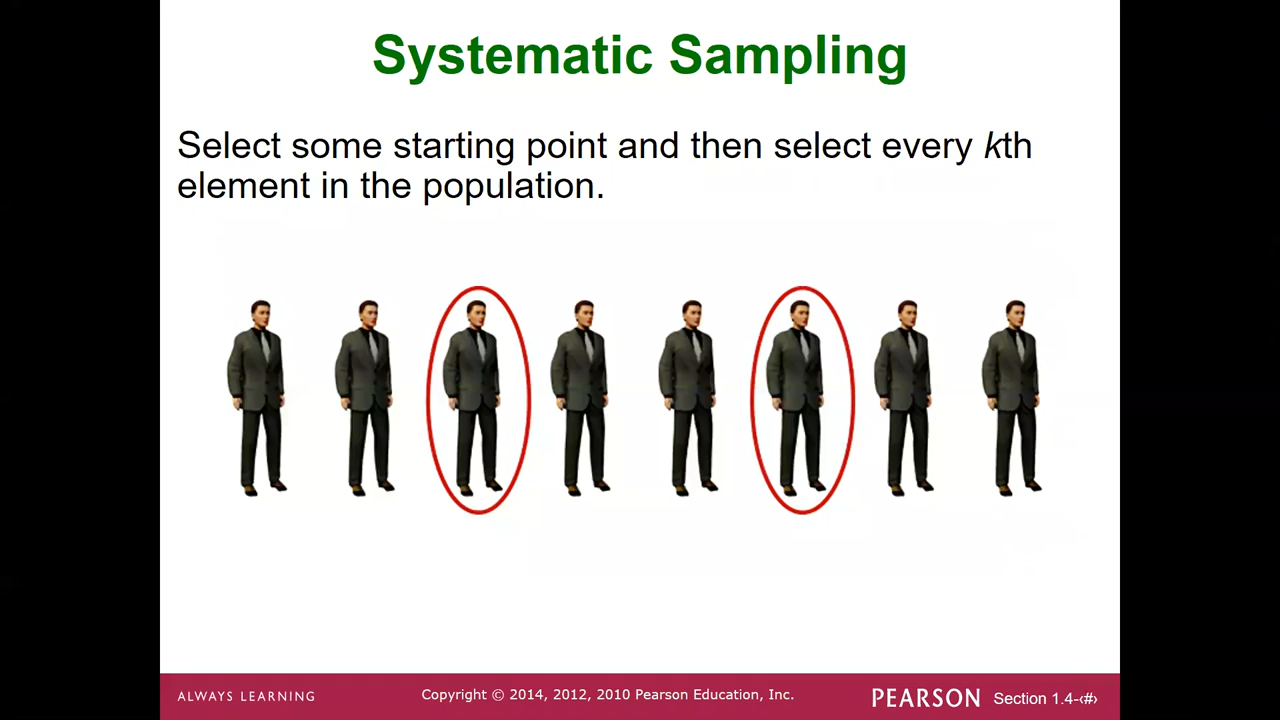 Systematic Sampling
Select some starting point and then select every kth
element in the population.
ALWAYS LEARNING
Copyright © 2014, 2012, 2010 Pearson Education, Inc.
PEARSON
Section 1.4-‹#›